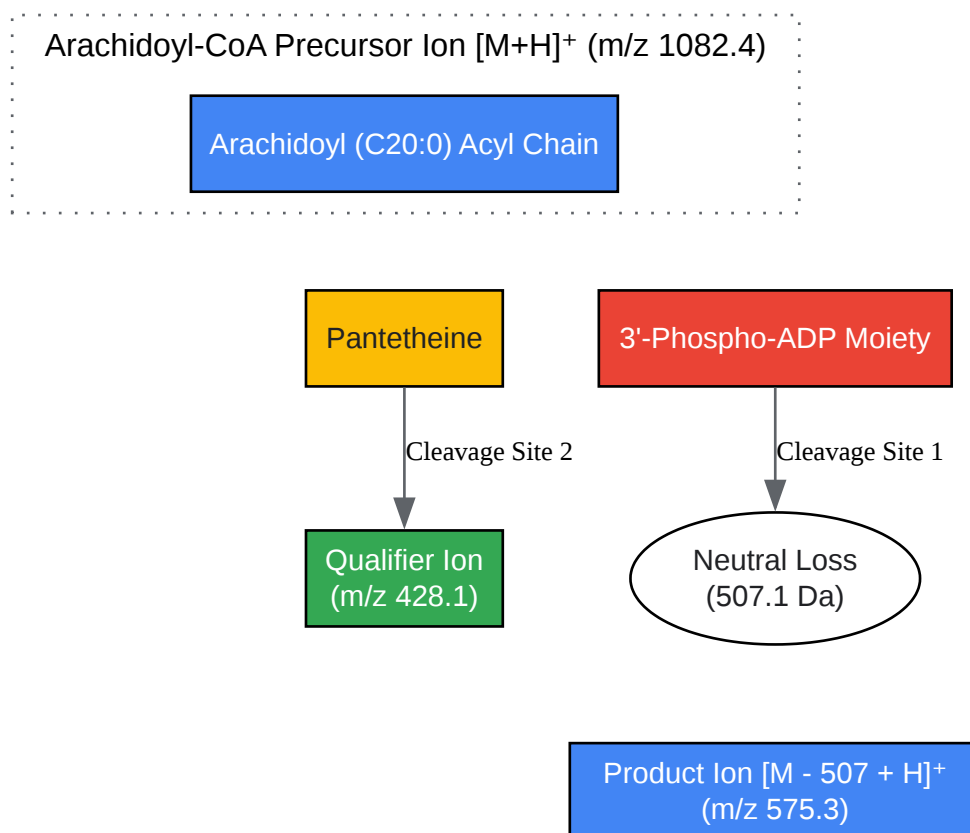 Arachidoyl-CoA Precursor Ion [M+H]⁺ (m/z 1082.4)
Arachidoyl (C20:0) Acyl Chain
Pantetheine
3'-Phospho-ADP Moiety
Cleavage Site 2
Cleavage Site 1
Qualifier Ion
(m/z 428.1)
Neutral Loss
(507.1 Da)
Product Ion [M - 507 + H]⁺
(m/z 575.3)